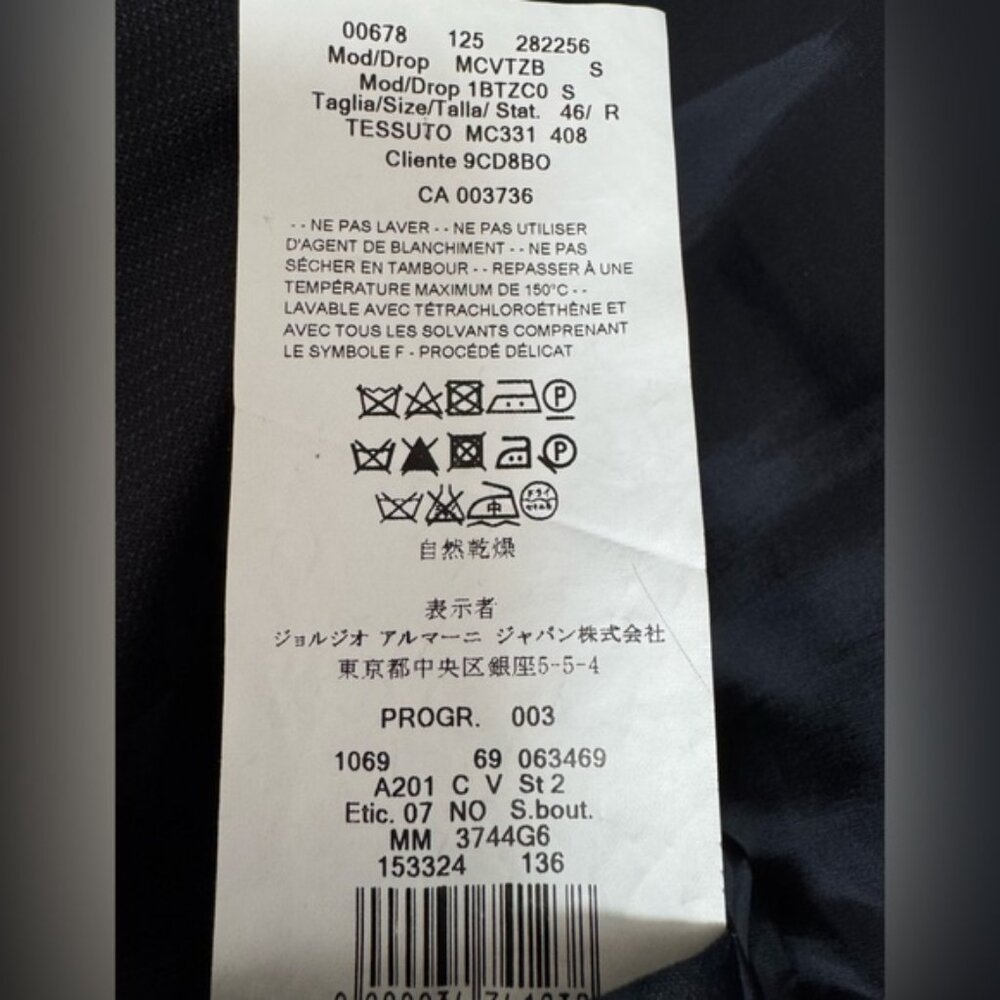 00678 125 282256
Mod/Drop MCVTZB S
Mod/Drop 1BTZC0 S
Taglia/Size/Talla/ Stat. 46/ R
TESSUTO MC331 408
Cliente 9CD8BO
CA 003736
- - NE PAS LAVER - - NE PAS UTILISER
D'AGENT DE BLANCHIMENT - - NE PAS
SÉCHER EN TAMBOUR - - REPASSER À UNE
TEMPÉRATURE MAXIMUM DE 150°C - -
LAVABLE AVEC TÉTRACHLOROÉTHÈNE ET
AVEC TOUS LES SOLVANTS COMPRENANT
LE SYMBOLE F - PROCÉDÉ DÉLICAT
P
P
中 ドライ
自然乾燥
表示者
ジョルジオ アルマーニ ジャパン株式会社
東京都中央区銀座5-5-4
PROGR. 003
1069 69 063469
A201 C V St 2
Etic. 07 NO S.bout.
MM 3744G6
153324 136